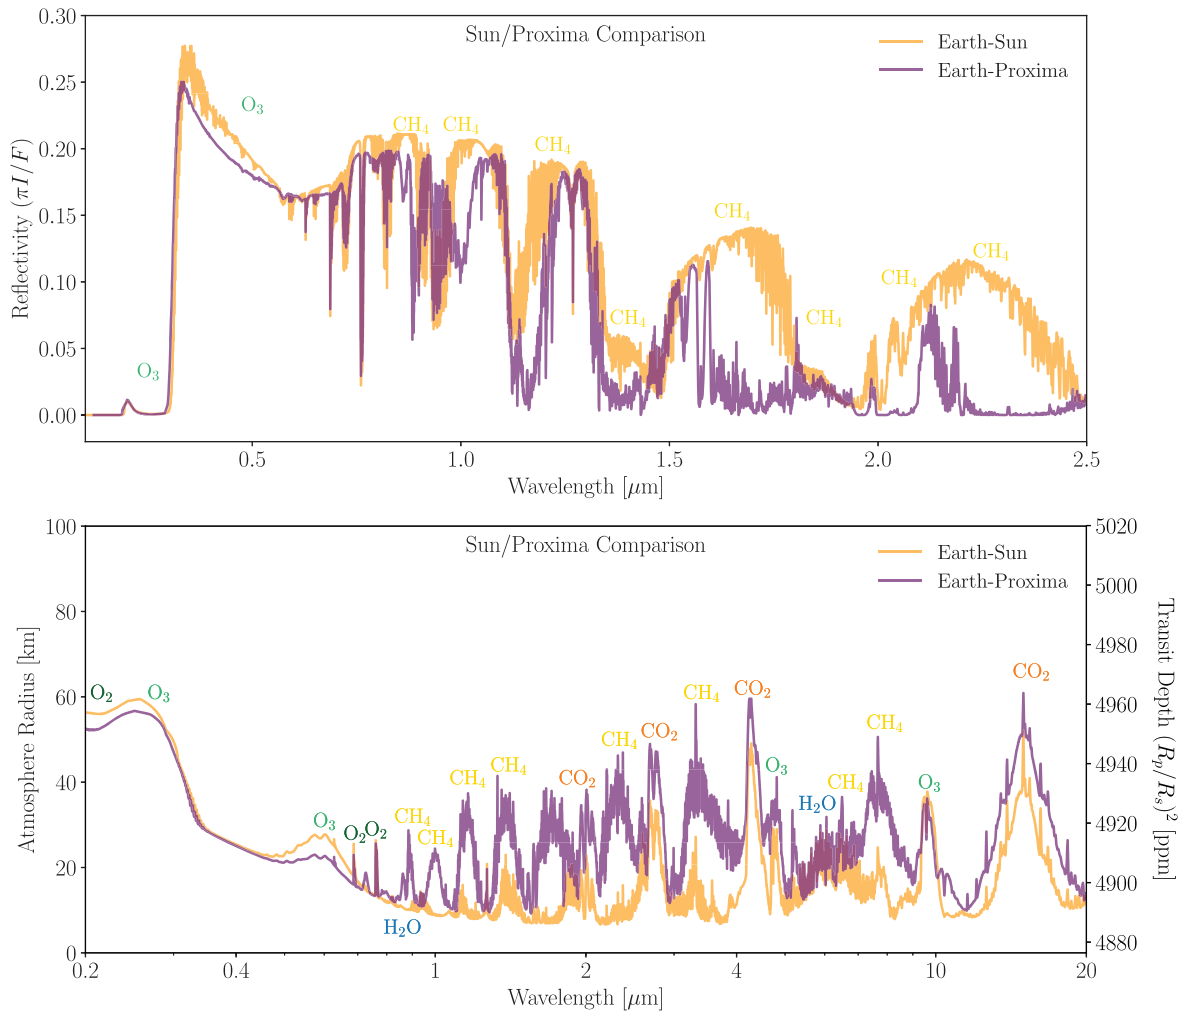 Sun/Proxima Comparison
Earth-Sun
Earth-Proxima
0.30
0.25
0.20
0.15
0.10
0.05
0.00
Reflectivity (πI/F)
O₃
O₃
CH₄
CH₄
CH₄
CH₄
CH₄
CH₄
CH₄
CH₄
0.5
1.0
1.5
2.0
2.5
Wavelength [μm]
Sun/Proxima Comparison
Earth-Sun
Earth-Proxima
100
80
60
40
20
0
Atmosphere Radius [km]
5020
5000
4980
4960
4940
4920
4900
4880
Transit Depth (Rₚ/Rₛ)² [ppm]
O₂
O₃
O₃
O₂
O₂
H₂O
CH₄
CH₄
CH₄
CH₄
CO₂
CH₄
CO₂
CH₄
CO₂
O₃
H₂O
CH₄
CH₄
O₃
CO₂
0.2
0.4
1
2
4
10
20
Wavelength [μm]